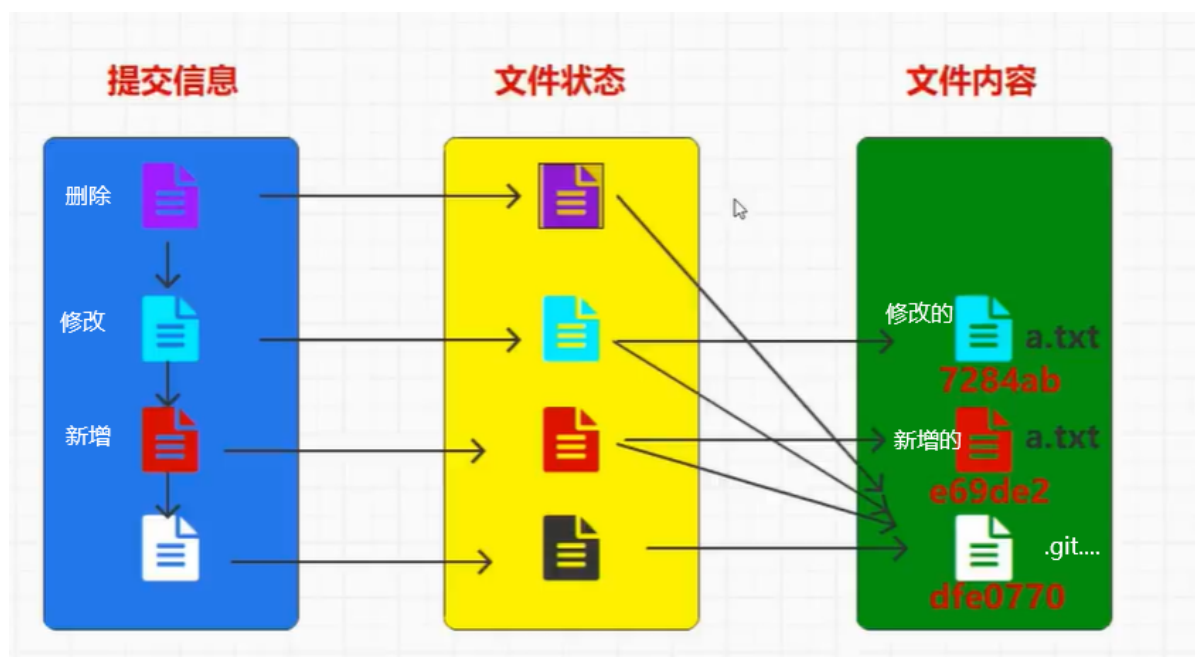 提交信息 文件状态 文件内容
删除
修改
新增
修改的 a.txt
7284ab
新增的 a.txt
e69de2
.git....
dfe0770